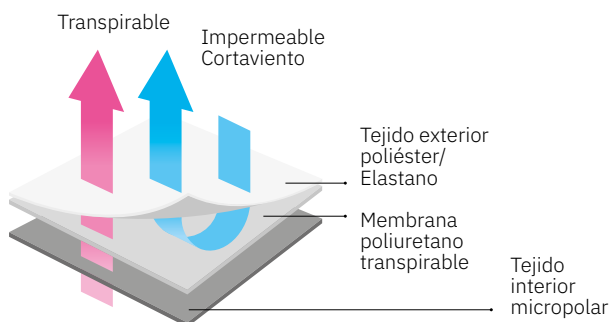 Transpirable
Impermeable
Cortaviento
Tejido exterior
poliéster/
Elastano
Membrana
poliuretano
transpirable
Tejido
interior
micropolar